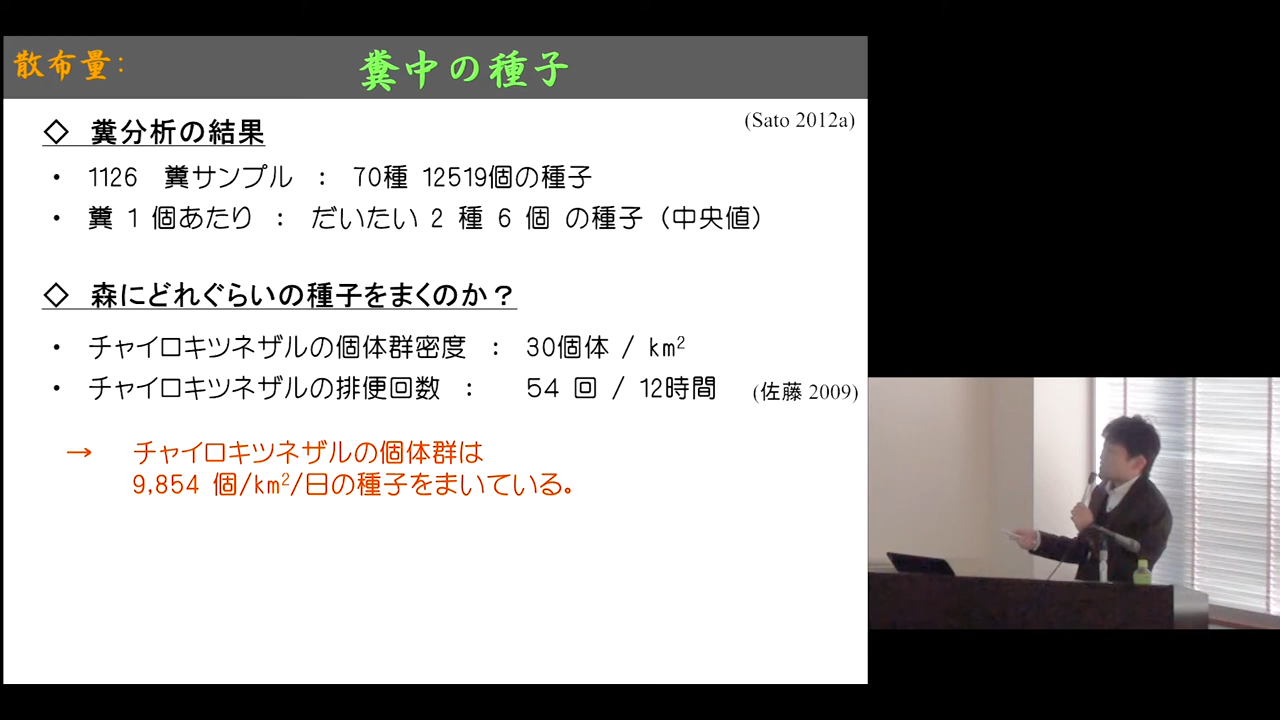 散布量:
糞中の種子
(Sato 2012a)
◇ 糞分析の結果
・ 1126 糞サンプル : 70種 12519個の種子
・ 糞 1 個あたり : だいたい 2 種 6 個 の種子（中央値）
◇ 森にどれぐらいの種子をまくのか？
・ チャイロキツネザルの個体群密度 : 30個体 / km²
・ チャイロキツネザルの排便回数 : 54 回 / 12時間 (佐藤 2009)
→ チャイロキツネザルの個体群は
9,854 個/km²/日の種子をまいている。